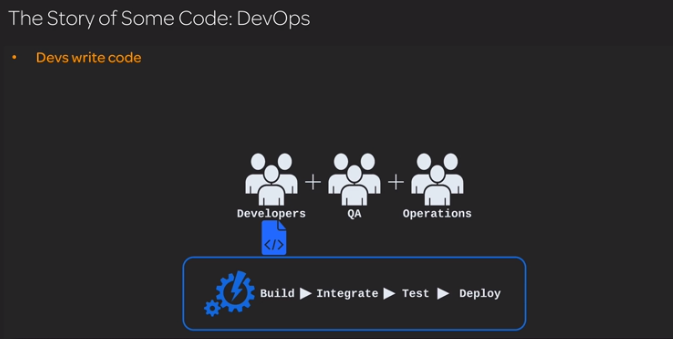 The Story of Some Code: DevOps
• Devs write code
Developers + QA + Operations
</>
Build ▶ Integrate ▶ Test ▶ Deploy